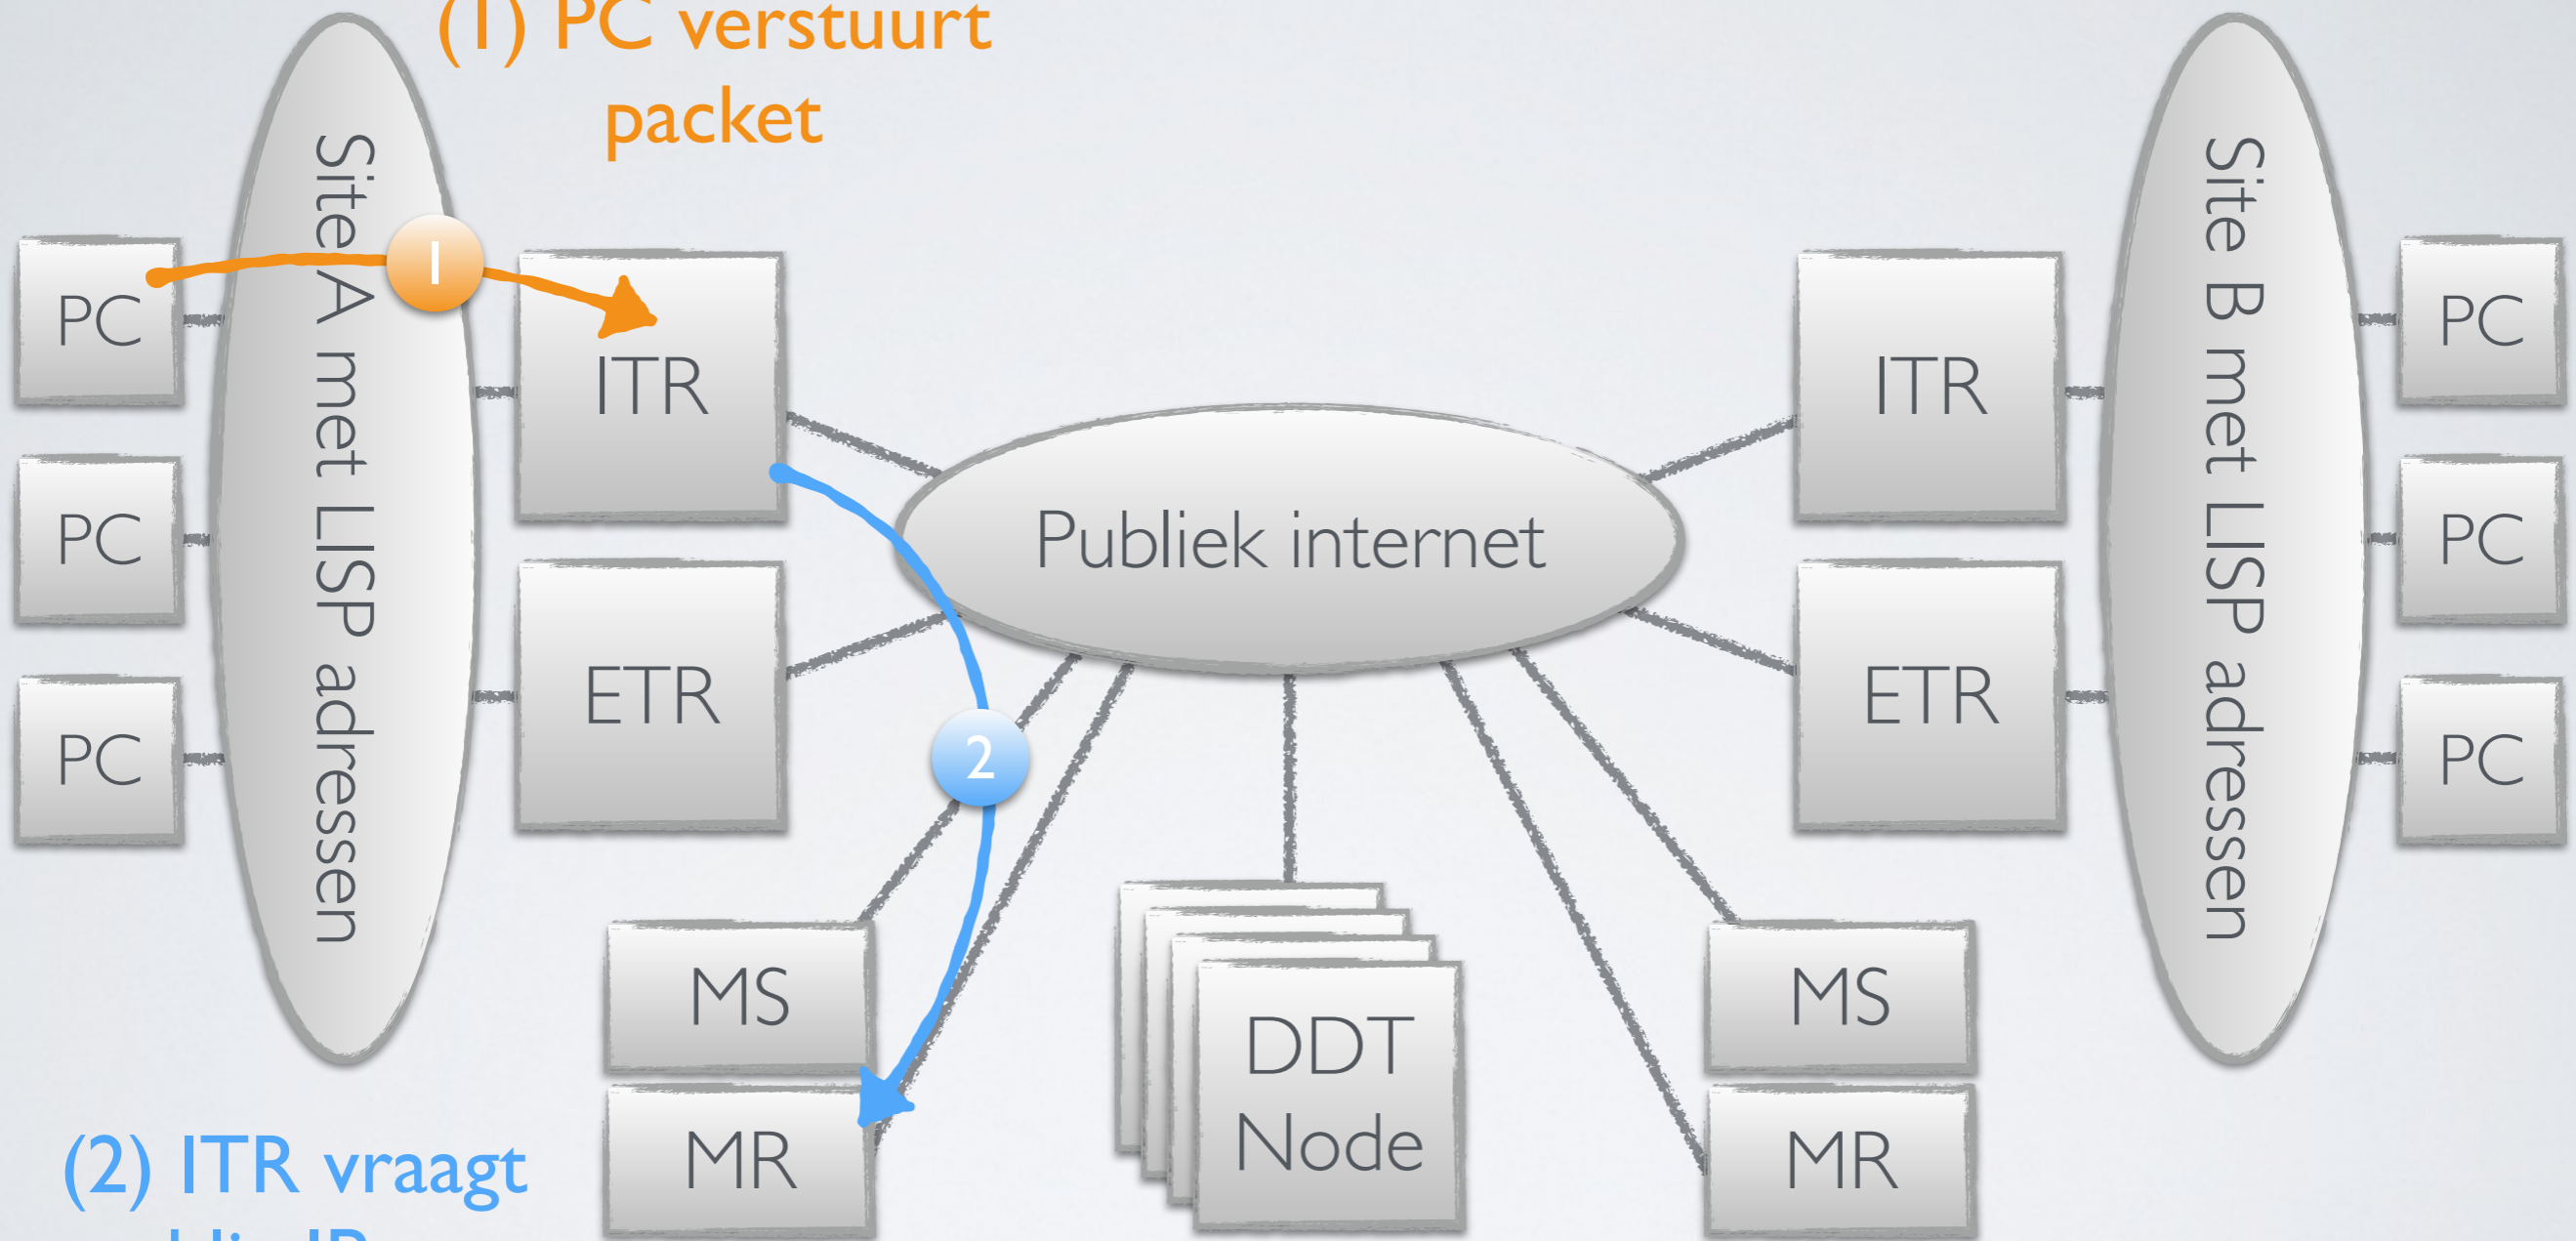 (1) PC verstuurt
packet
Site A met LISP adressen
1
PC
PC
PC
ITR
ETR
Publiek internet
2
MS
MR
DDT
Node
ITR
ETR
MS
MR
Site B met LISP adressen
PC
PC
PC
(2) ITR vraagt